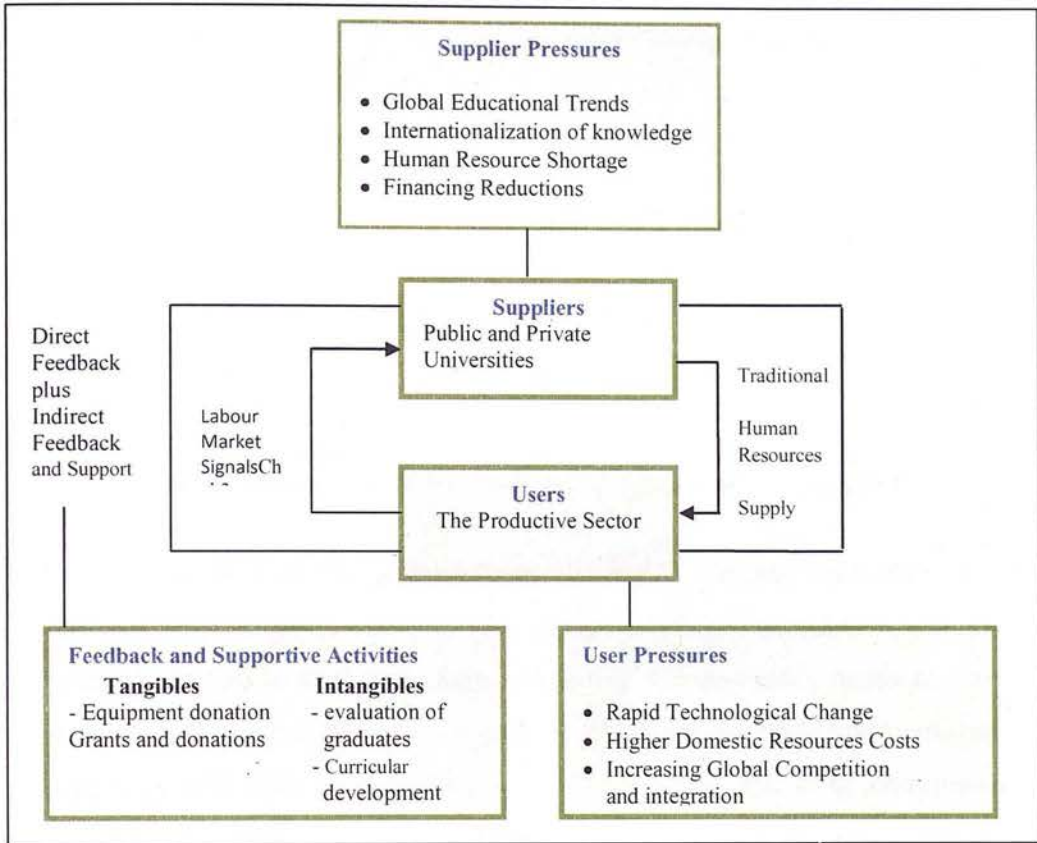 Supplier Pressures
• Global Educational Trends
• Internationalization of knowledge
• Human Resource Shortage
• Financing Reductions
Suppliers
Public and Private
Universities
Direct
Feedback
plus
Indirect
Feedback
and Support
Labour
Market
SignalsCh
Traditional
Human
Resources
Supply
Users
The Productive Sector
Feedback and Supportive Activities
Tangibles
- Equipment donation
Grants and donations
Intangibles
- evaluation of
graduates
- Curricular
development
User Pressures
• Rapid Technological Change
• Higher Domestic Resources Costs
• Increasing Global Competition
and integration